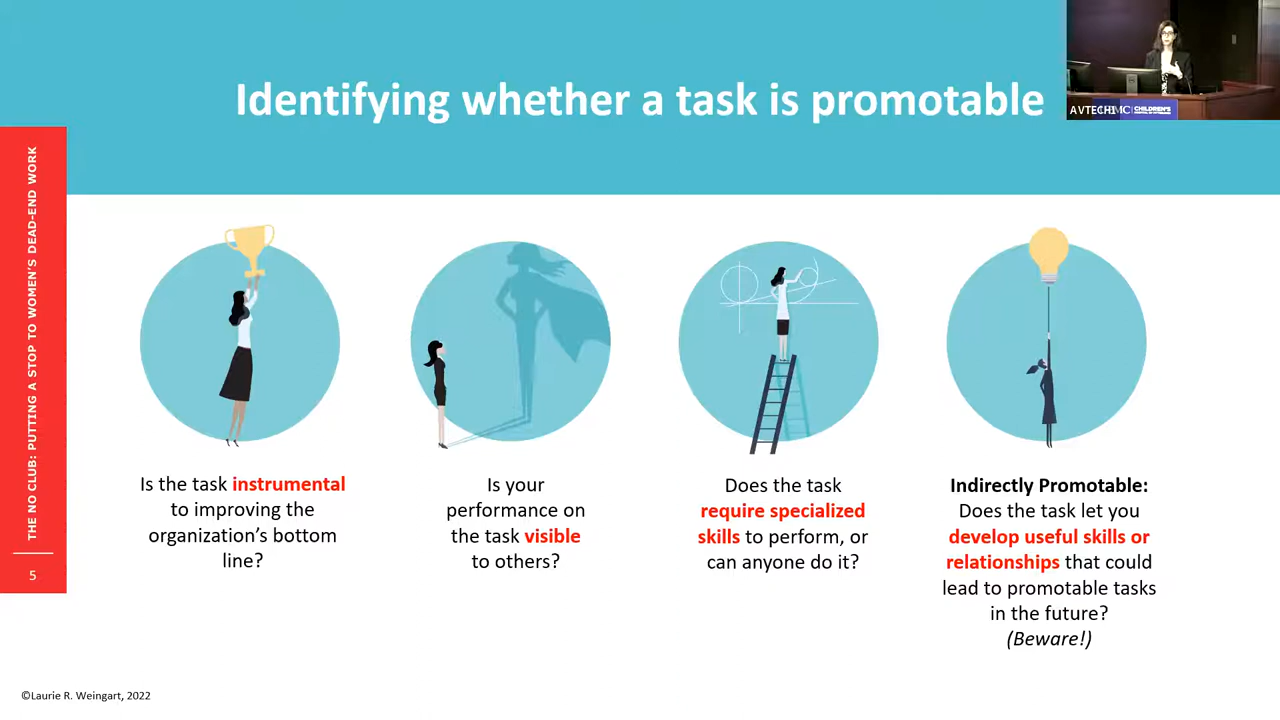 Identifying whether a task is promotable
AVTECH
CHILDREN'S
THE NO CLUB: PUTTING A STOP TO WOMEN'S DEAD-END WORK
5
Is the task instrumental
to improving the
organization's bottom
line?
Is your
performance on
the task visible
to others?
Does the task
require specialized
skills to perform, or
can anyone do it?
Indirectly Promotable:
Does the task let you
develop useful skills or
relationships that could
lead to promotable tasks
in the future?
(Beware!)
©Laurie R. Weingart, 2022